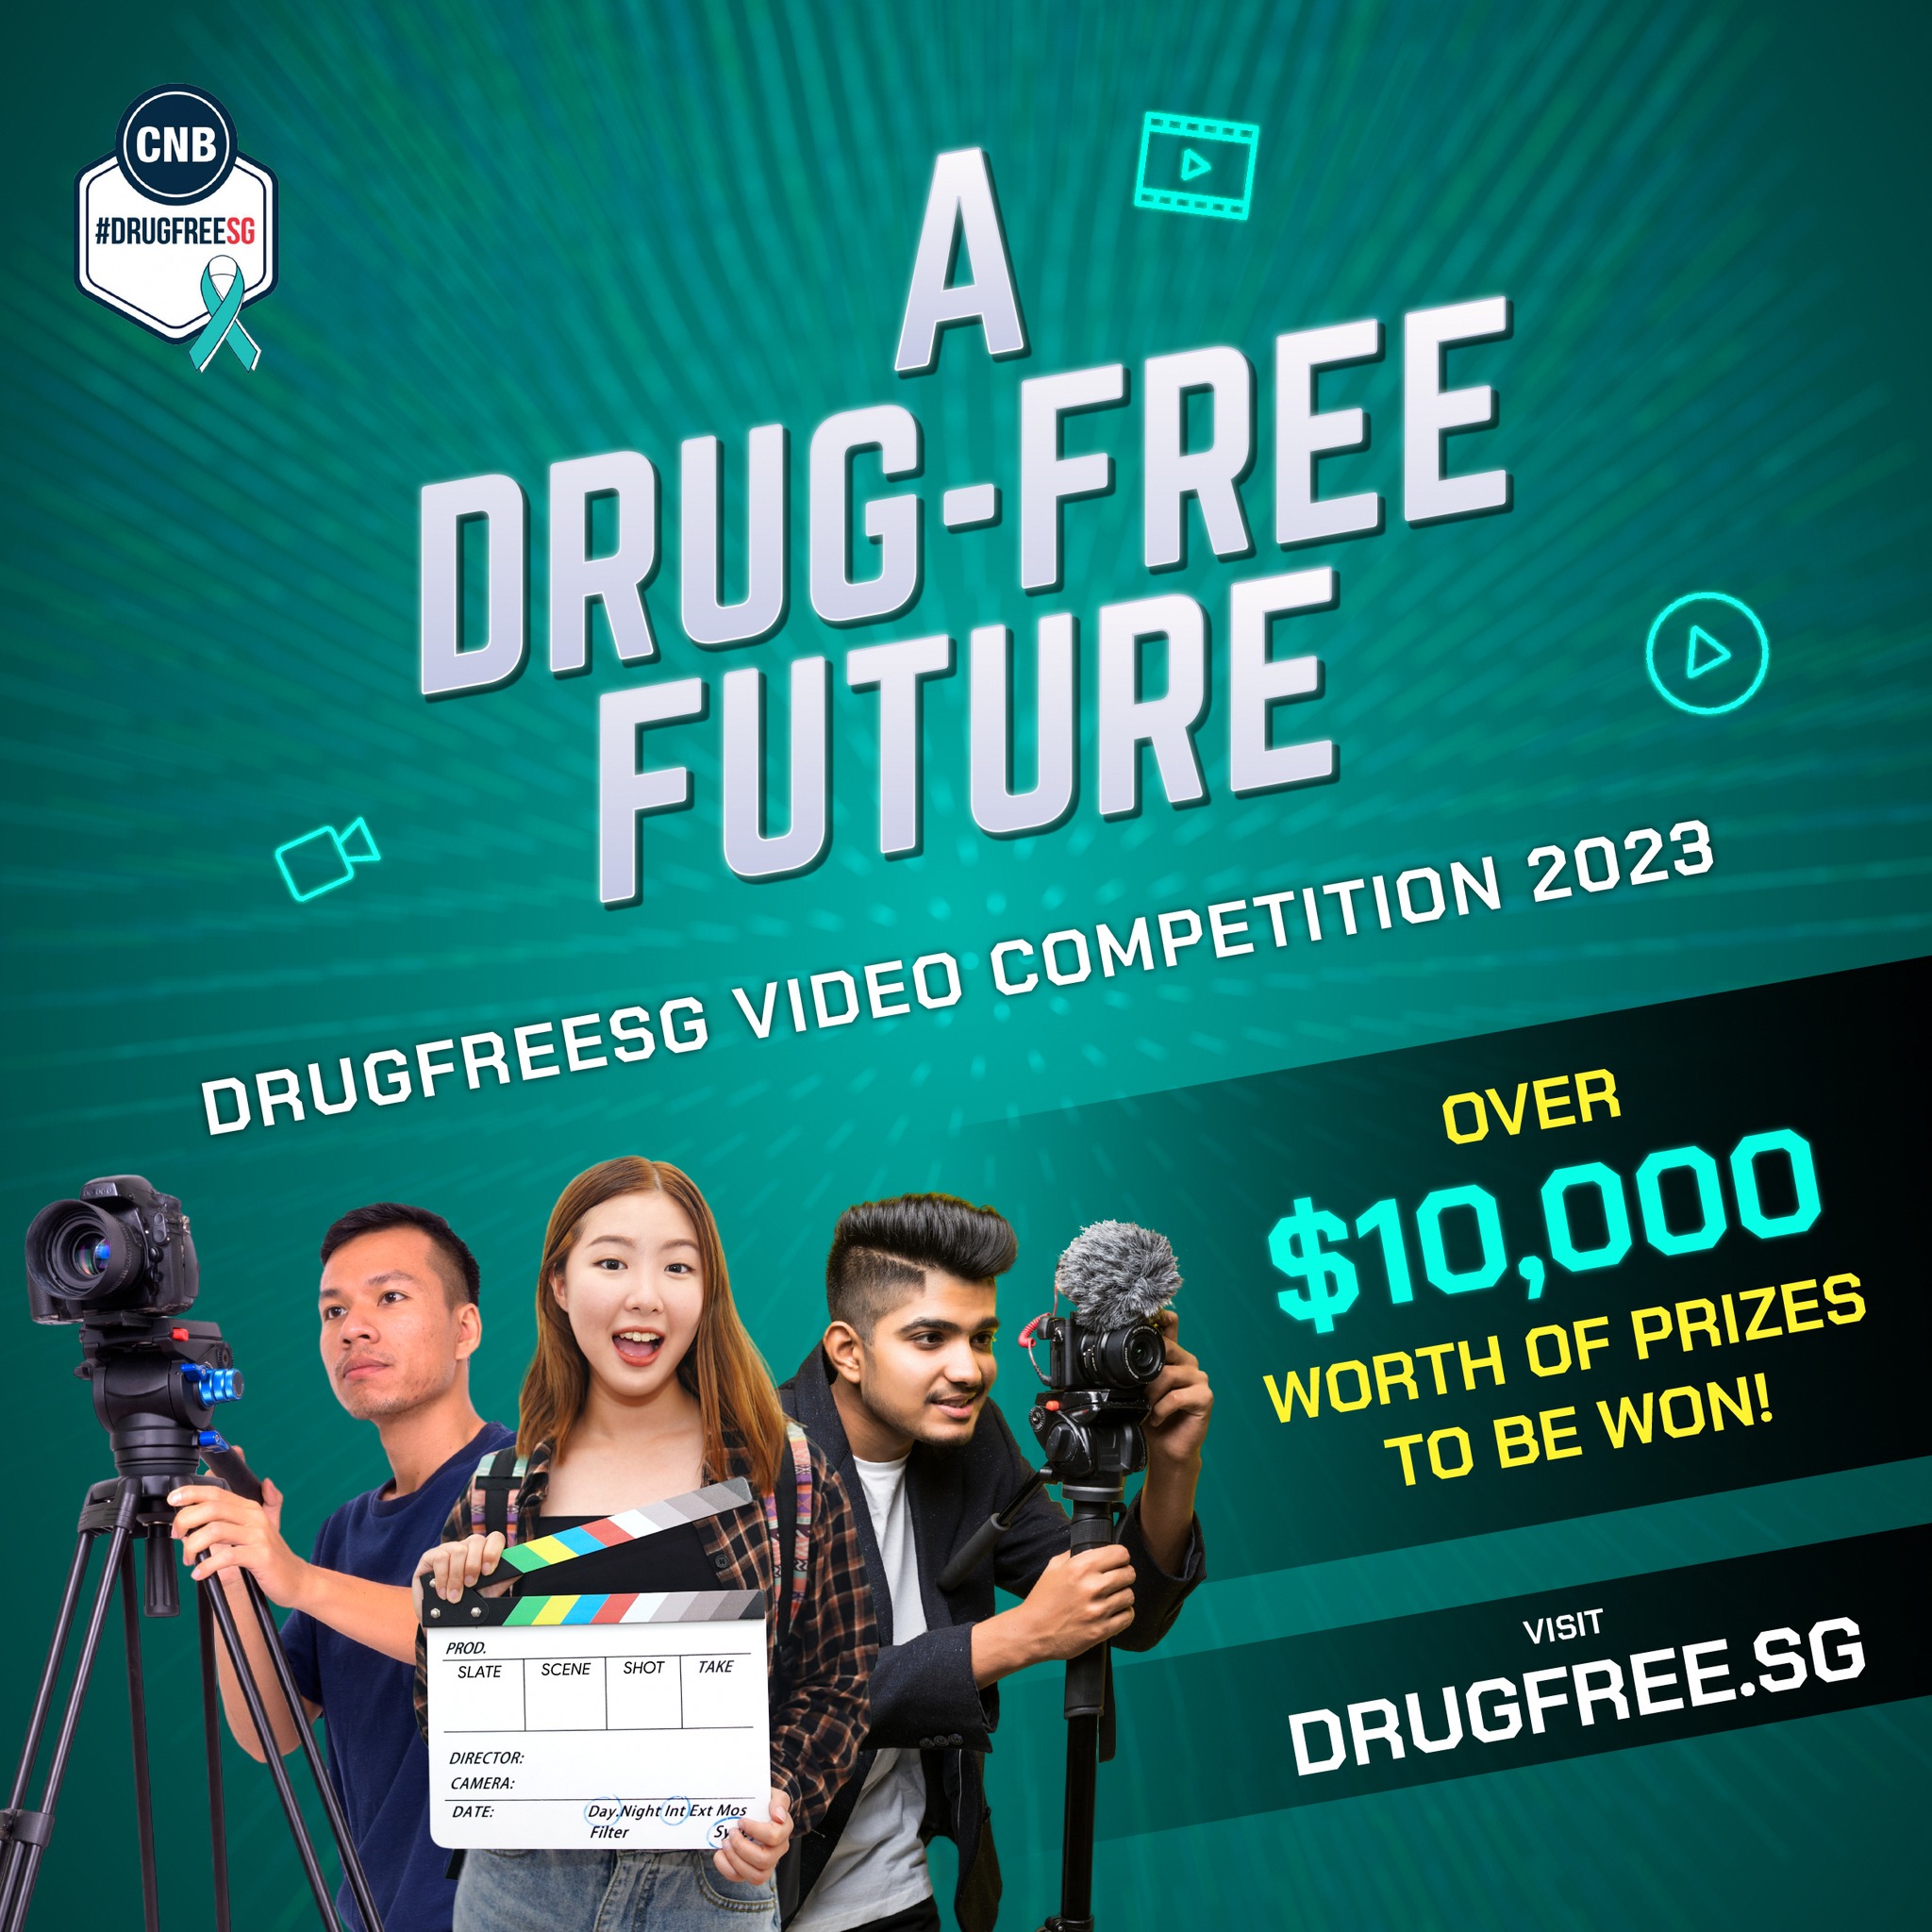 CNB
#DRUGFREESG
A
DRUG-FREE
FUTURE
DRUGFREESG VIDEO COMPETITION 2023
OVER
$10,000
WORTH OF PRIZES
TO BE WON!
VISIT
DRUGFREE.SG
PROD.
SLATE SCENE SHOT TAKE
DIRECTOR:
CAMERA:
DATE: Day.Night Int Ext Mos
Filter